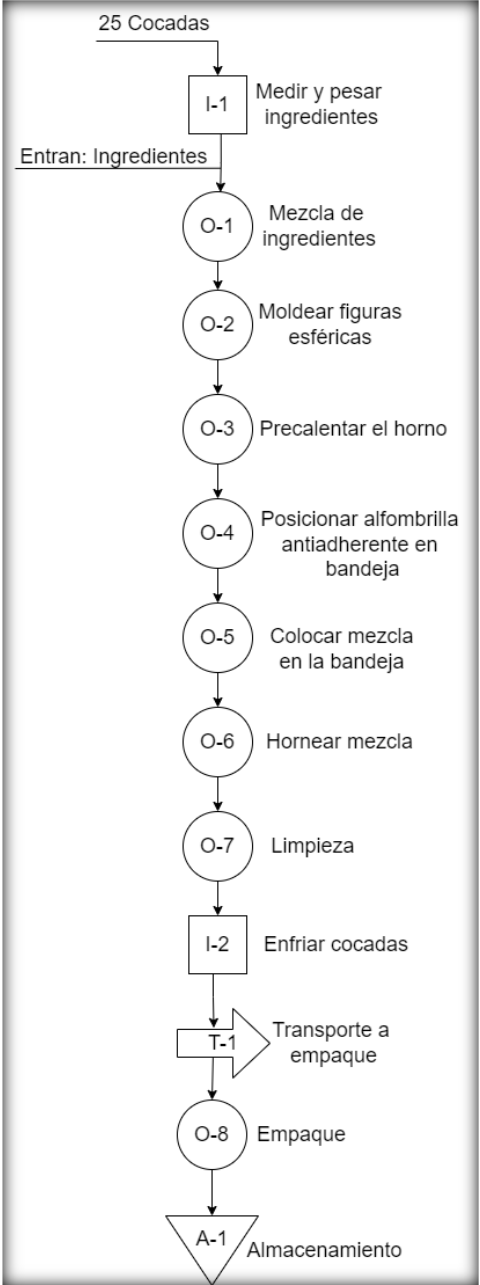 25 Cocadas
I-1
Medir y pesar
ingredientes
Entran: Ingredientes
O-1
Mezcla de
ingredientes
O-2
Moldear figuras
esféricas
O-3
Precalentar el horno
O-4
Posicionar alfombrilla
antiadherente en
bandeja
O-5
Colocar mezcla
en la bandeja
O-6
Hornear mezcla
O-7
Limpieza
I-2
Enfriar cocadas
T-1
Transporte a
empaque
O-8
Empaque
A-1
Almacenamiento